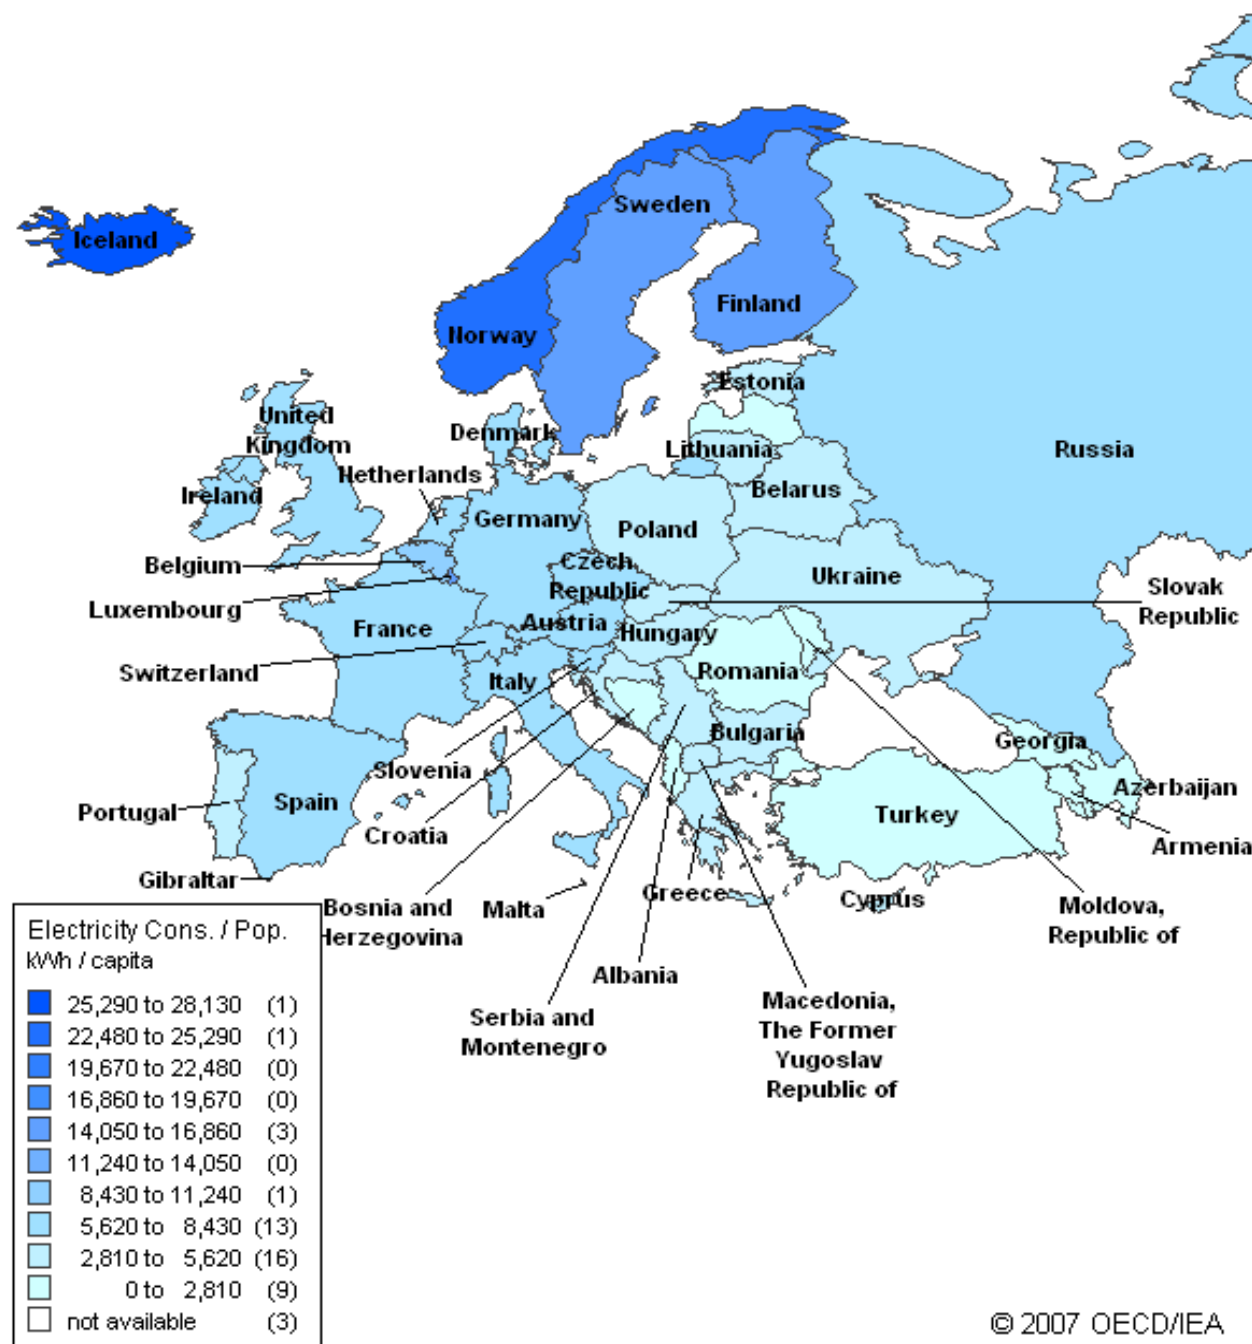 Iceland
Sweden
Finland
Norway
Estonia
United
Kingdom
Denmark
Lithuania
Russia
Netherlands
Ireland
Belarus
Germany
Poland
Belgium
Czech
Republic
Ukraine
Slovak
Republic
Luxembourg
France
Austria
Hungary
Switzerland
Italy
Romania
Bulgaria
Georgia
Slovenia
Azerbaijan
Portugal
Spain
Turkey
Croatia
Armenia
Gibraltar
Malta
Greece
Cyprus
Bosnia and
Herzegovina
Moldova,
Republic of
Albania
Serbia and
Montenegro
Macedonia,
The Former
Yugoslav
Republic of
Electricity Cons. / Pop.
kWh / capita
25,290 to 28,130 (1)
22,480 to 25,290 (1)
19,670 to 22,480 (0)
16,860 to 19,670 (0)
14,050 to 16,860 (3)
11,240 to 14,050 (0)
8,430 to 11,240 (1)
5,620 to 8,430 (13)
2,810 to 5,620 (16)
0 to 2,810 (9)
not available (3)
© 2007 OECD/IEA